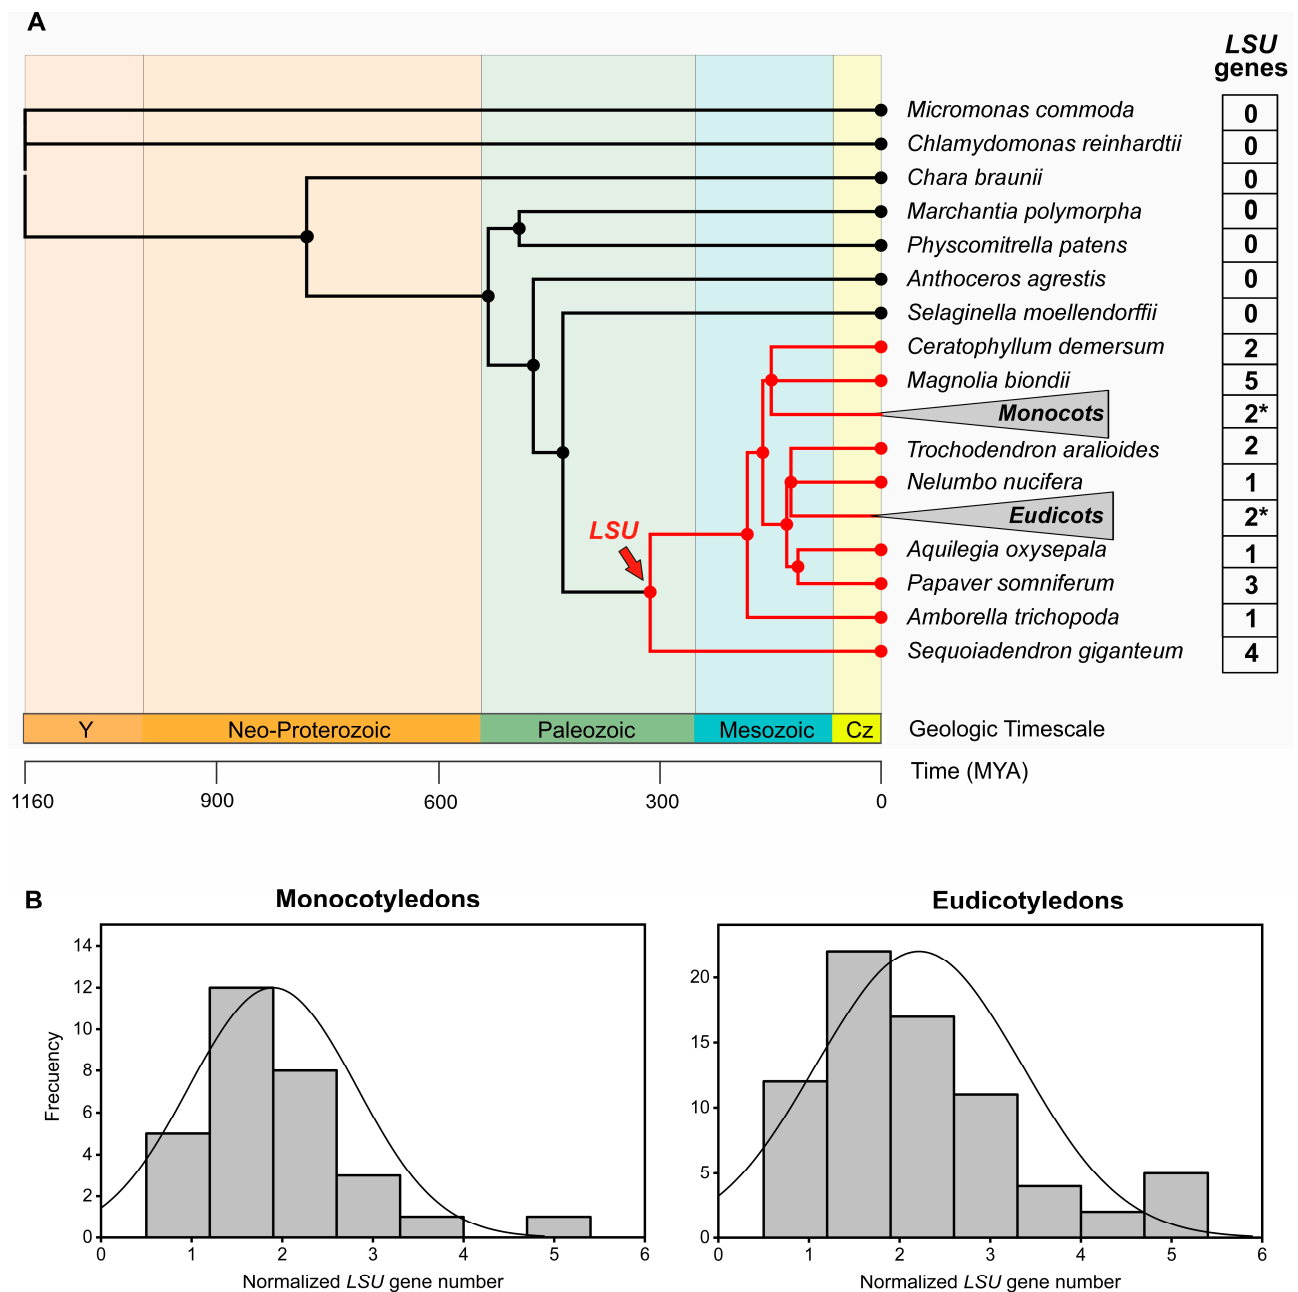 A
LSU
genes
Micromonas commoda 0
Chlamydomonas reinhardtii 0
Chara braunii 0
Marchantia polymorpha 0
Physcomitrella patens 0
Anthoceros agrestis 0
Selaginella moellendorffii 0
Ceratophyllum demersum 2
Magnolia biondii 5
Monocots 2*
Trochodendron aralioides 2
Nelumbo nucifera 1
Eudicots 2*
LSU
Aquilegia oxysepala 1
Papaver somniferum 3
Amborella trichopoda 1
Sequoiadendron giganteum 4
Y Neo-Proterozoic Paleozoic Mesozoic Cz Geologic Timescale
Time (MYA)
1160 900 600 300 0
B
Monocotyledons
Frecuency
14
12
10
8
6
4
2
0
0 1 2 3 4 5 6
Normalized LSU gene number
Eudicotyledons
20
15
10
5
0
0 1 2 3 4 5 6
Normalized LSU gene number